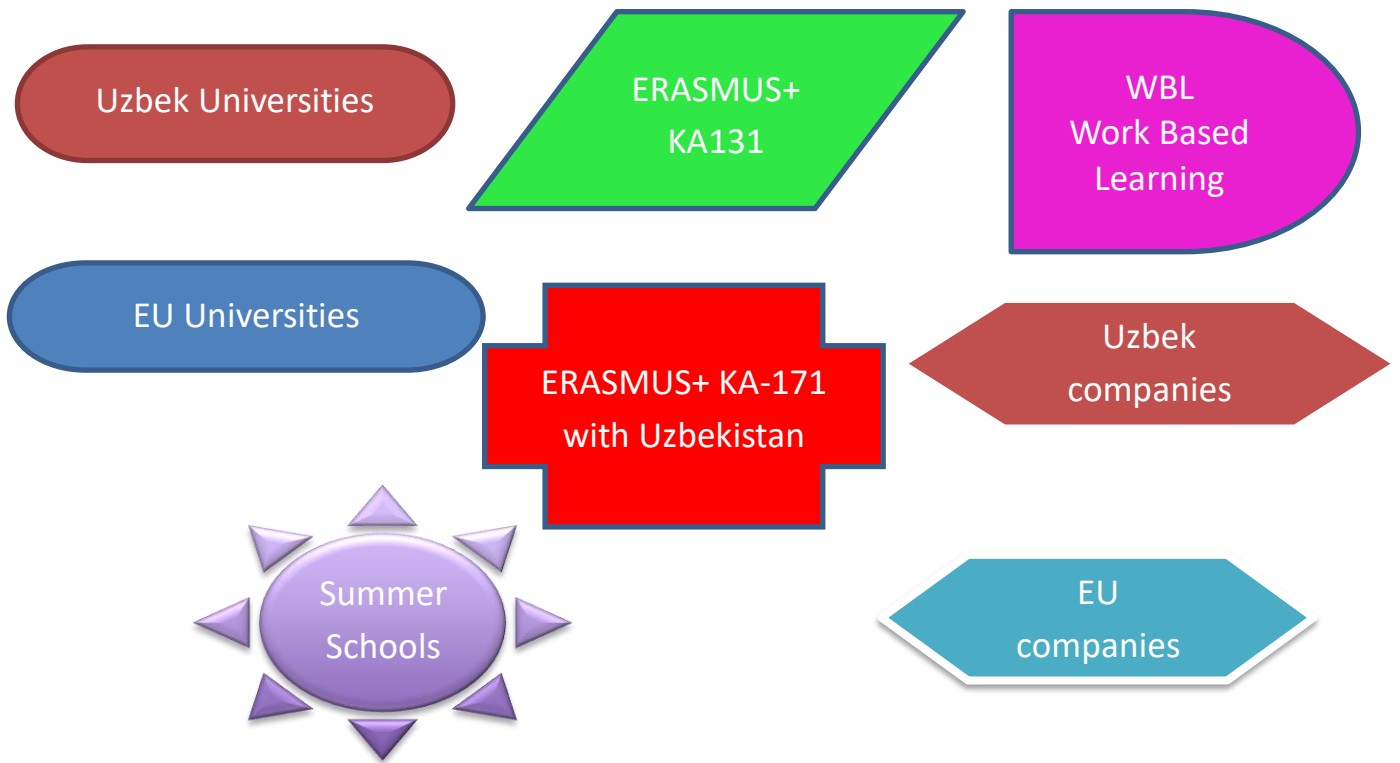 Uzbek Universities
ERASMUS+
KA131
WBL
Work Based
Learning
EU Universities
ERASMUS+ KA-171
with Uzbekistan
Uzbek
companies
Summer
Schools
EU
companies